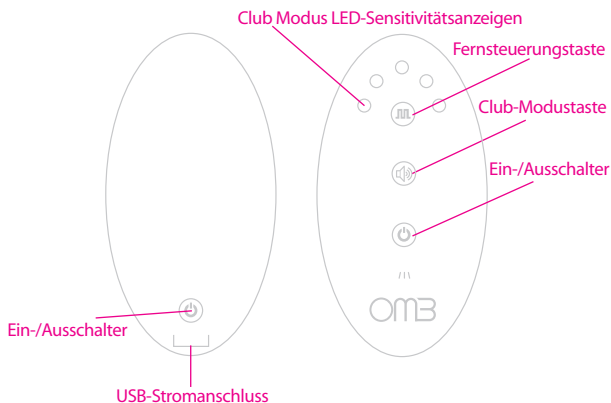 Club Modus LED-Sensitivitätsanzeigen
Fernsteuerungstaste
Club-Modustaste
Ein-/Ausschalter
OMB
Ein-/Ausschalter
USB-Stromanschluss